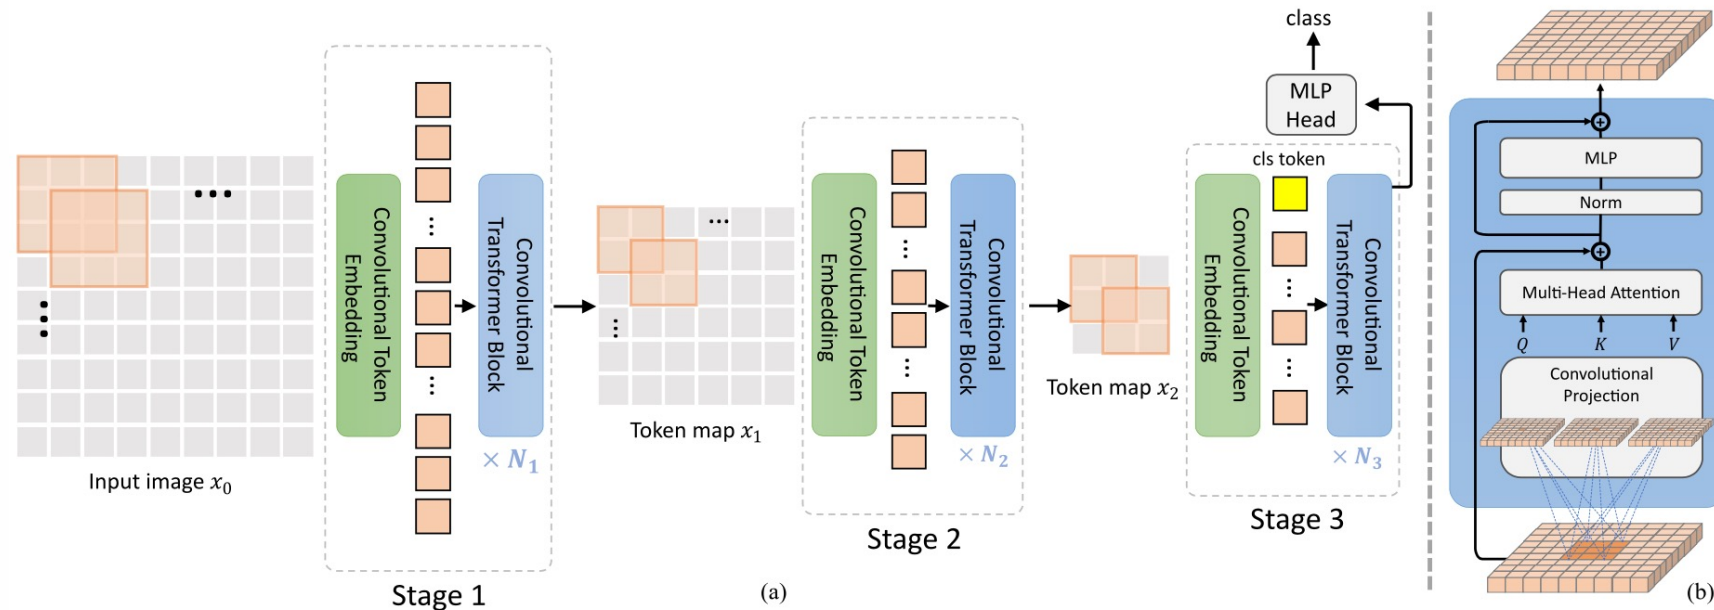 Input image x₀
Convolutional Token
Embedding
Convolutional
Transformer Block
× N₁
Stage 1
Token map x₁
Convolutional Token
Embedding
Convolutional
Transformer Block
× N₂
Stage 2
Token map x₂
class
MLP
Head
cls token
Convolutional Token
Embedding
Convolutional
Transformer Block
× N₃
Stage 3
(a)
MLP
Norm
Multi-Head Attention
Q K V
Convolutional
Projection
(b)